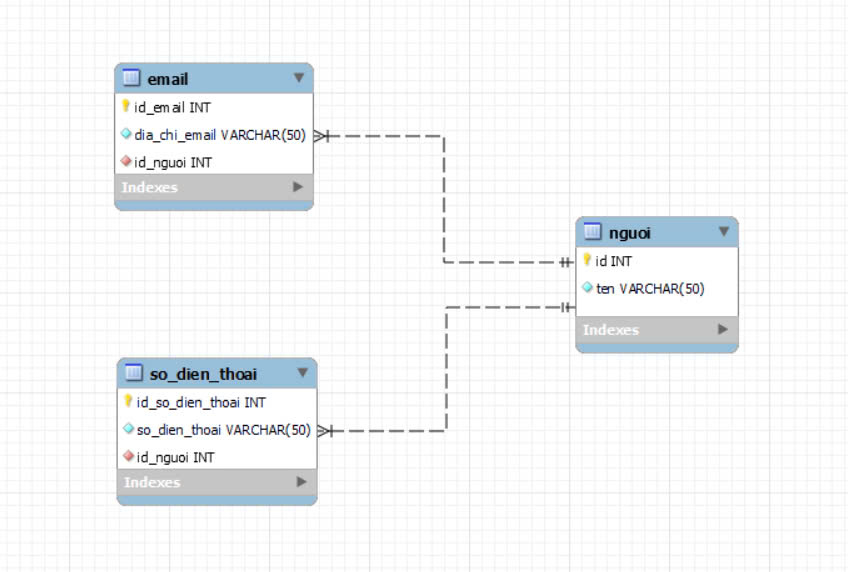 email
id_email INT
dia_chi_email VARCHAR(50)
id_nguoi INT
Indexes
nguoi
id INT
ten VARCHAR(50)
Indexes
so_dien_thoai
id_so_dien_thoai INT
so_dien_thoai VARCHAR(50)
id_nguoi INT
Indexes